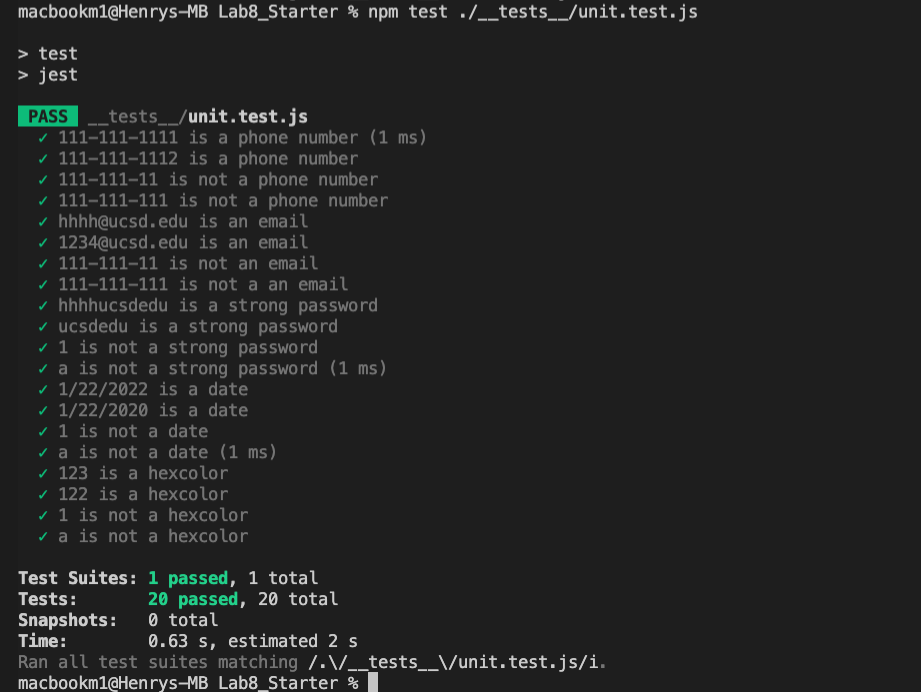 macbookm1@Henrys-MB Lab8_Starter % npm test ./__tests__/unit.test.js
> test
> jest
PASS __tests__/unit.test.js
✓ 111-111-1111 is a phone number (1 ms)
✓ 111-111-1112 is a phone number
✓ 111-111-11 is not a phone number
✓ 111-111-111 is not a phone number
✓ hhhh@ucsd.edu is an email
✓ 1234@ucsd.edu is an email
✓ 111-111-11 is not an email
✓ 111-111-111 is not a an email
✓ hhhhucsdedu is a strong password
✓ ucsdedu is a strong password
✓ 1 is not a strong password
✓ a is not a strong password (1 ms)
✓ 1/22/2022 is a date
✓ 1/22/2020 is a date
✓ 1 is not a date
✓ a is not a date (1 ms)
✓ 123 is a hexcolor
✓ 122 is a hexcolor
✓ 1 is not a hexcolor
✓ a is not a hexcolor
Test Suites: 1 passed, 1 total
Tests: 20 passed, 20 total
Snapshots: 0 total
Time: 0.63 s, estimated 2 s
Ran all test suites matching /.\/__tests__\/unit.test.js/i.
macbookm1@Henrys-MB Lab8_Starter %